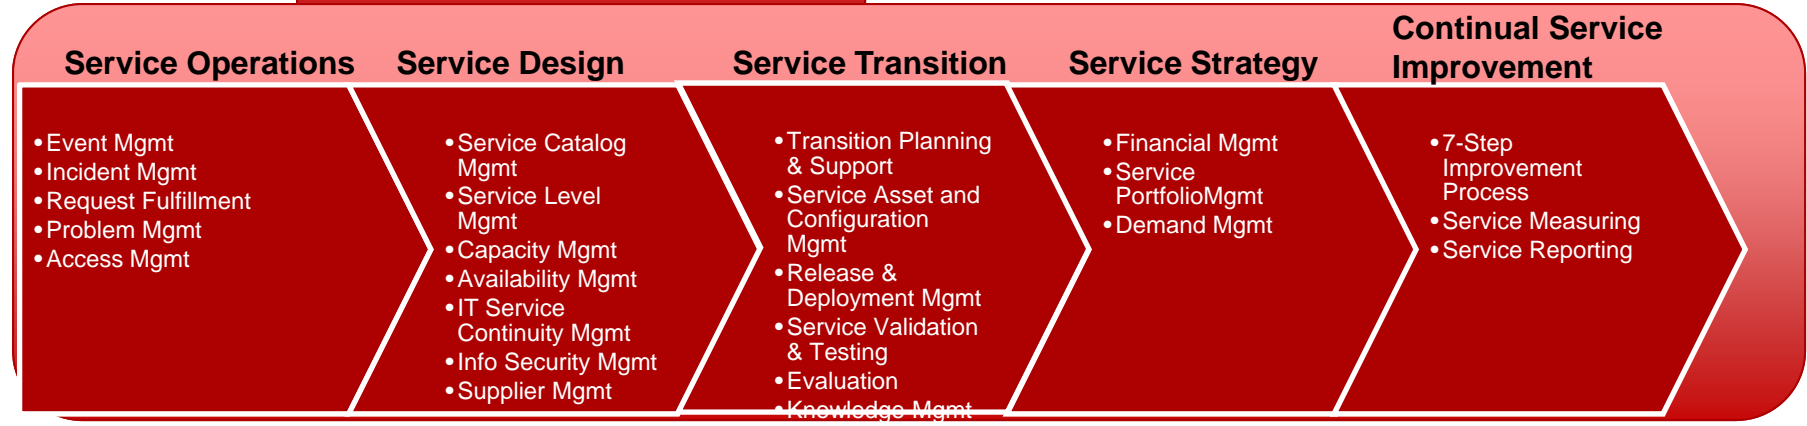 Service Operations
• Event Mgmt
• Incident Mgmt
• Request Fulfillment
• Problem Mgmt
• Access Mgmt
Service Design
• Service Catalog
Mgmt
• Service Level
Mgmt
• Capacity Mgmt
• Availability Mgmt
• IT Service
Continuity Mgmt
• Info Security Mgmt
• Supplier Mgmt
Service Transition
• Transition Planning
& Support
• Service Asset and
Configuration
Mgmt
• Release &
Deployment Mgmt
• Service Validation
& Testing
• Evaluation
• Knowledge Mgmt
Service Strategy
• Financial Mgmt
• Service
PortfolioMgmt
• Demand Mgmt
Continual Service
Improvement
• 7-Step
Improvement
Process
• Service Measuring
• Service Reporting